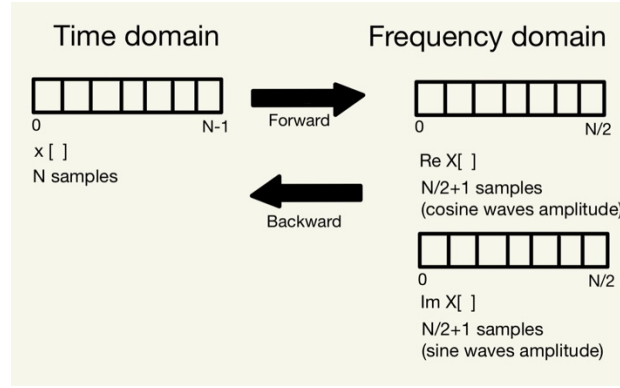 Time domain
Frequency domain
0
N-1
x [ ]
N samples
Forward
Backward
0
N/2
Re X[ ]
N/2+1 samples
(cosine waves amplitude)
0
N/2
Im X[ ]
N/2+1 samples
(sine waves amplitude)